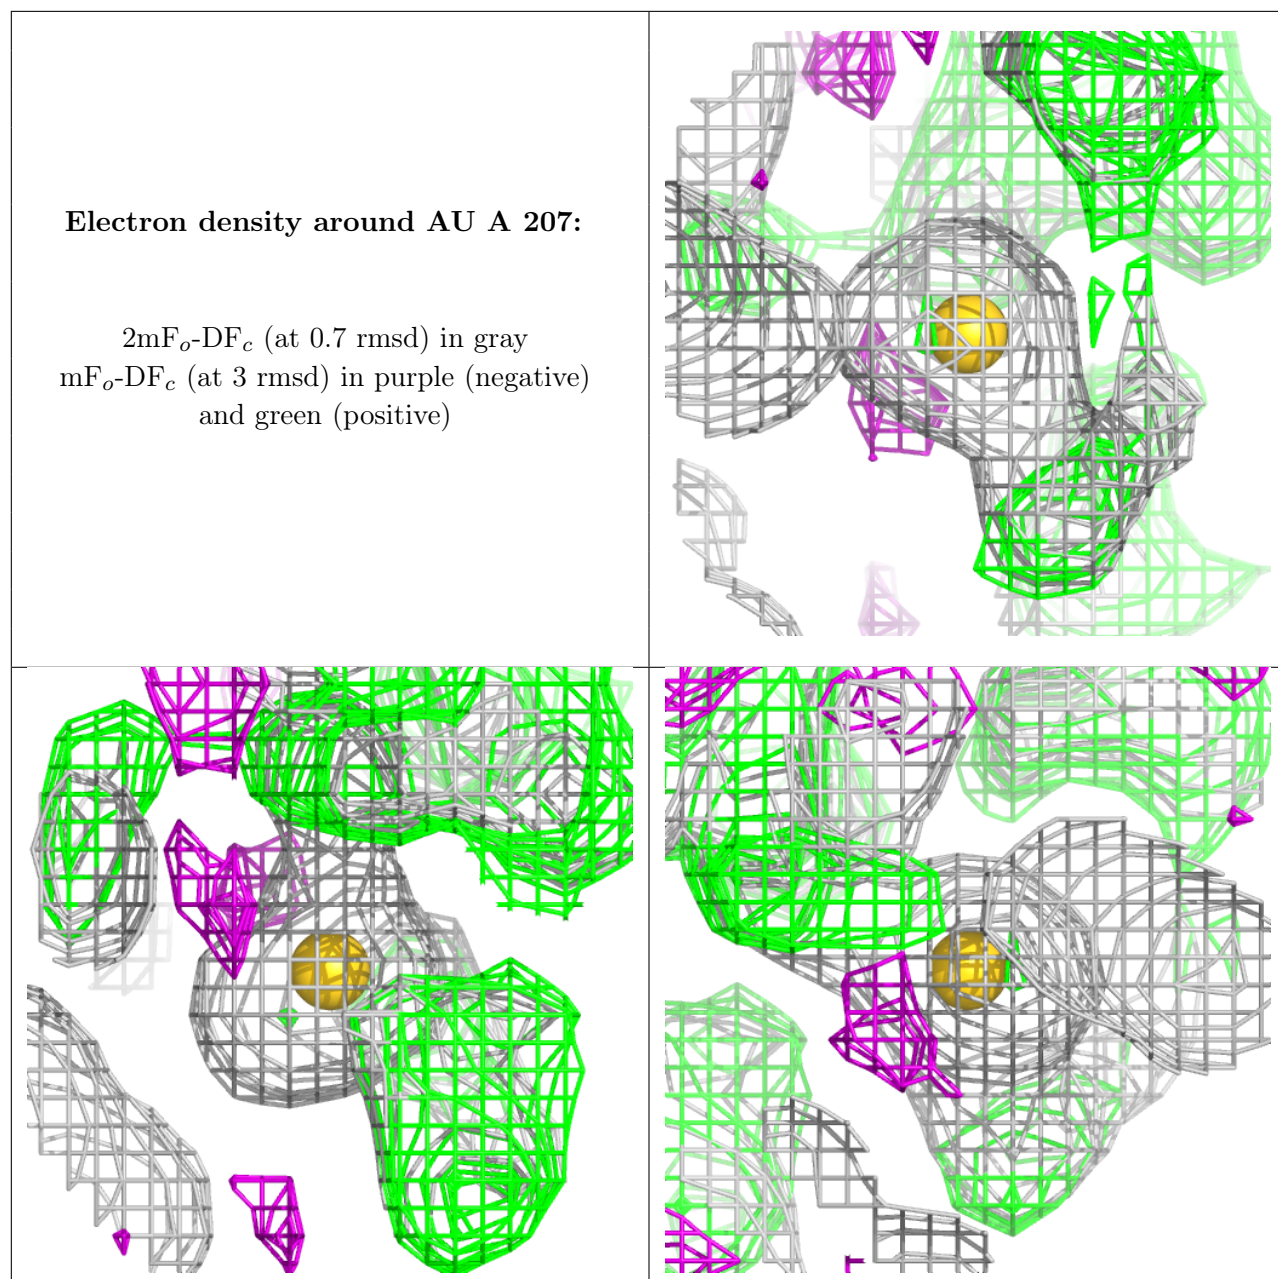 Electron density around AU A 207:
2mFo-DFc (at 0.7 rmsd) in gray
mFo-DFc (at 3 rmsd) in purple (negative)
and green (positive)